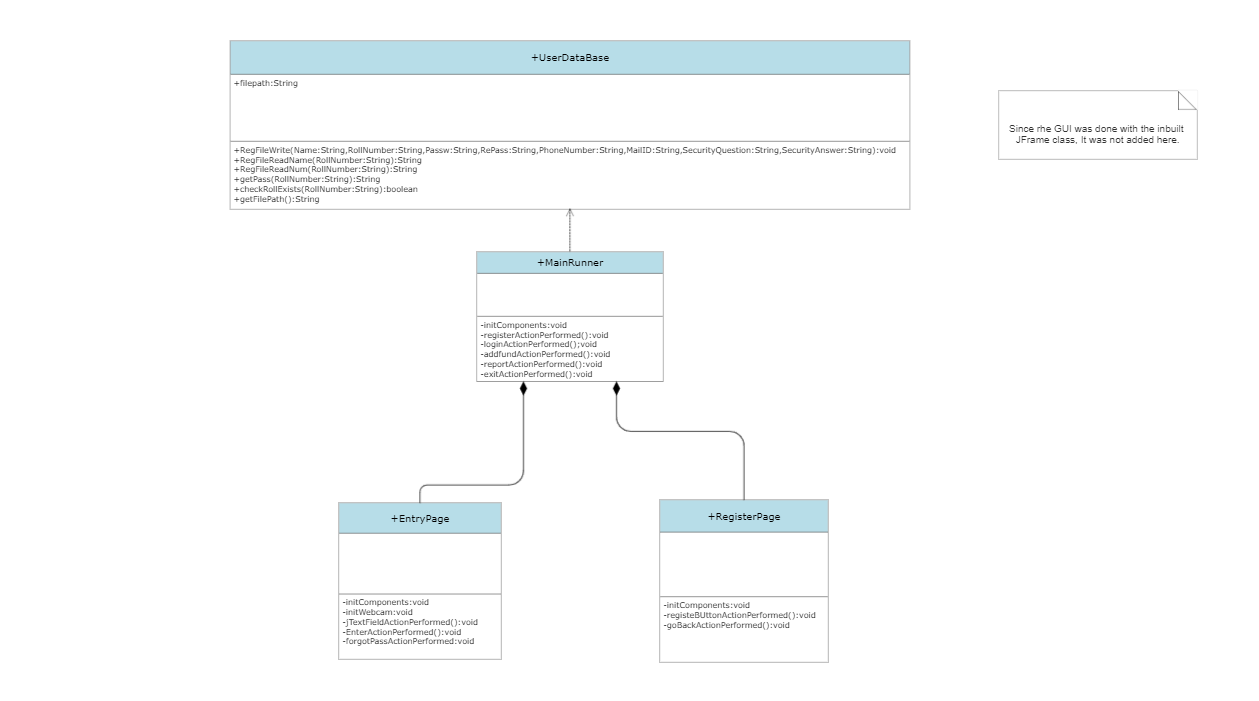 +UserDataBase
+filepath:String
+RegFileWrite(Name:String,RollNumber:String,Passw:String,RePass:String,PhoneNumber:String,MailID:String,SecurityQuestion:String,SecurityAnswer:String):void
+RegFileReadName(RollNumber:String):String
+RegFileReadNum(RollNumber:String):String
+getPass(RollNumber:String):String
+checkRollExists(RollNumber:String):boolean
+getFilePath():String
Since rhe GUI was done with the inbuilt
JFrame class, It was not added here.
+MainRunner
-initComponents:void
-registerActionPerformed():void
-loginActionPerformed();void
-addfundActionPerformed():void
-reportActionPerformed():void
-exitActionPerformed():void
+EntryPage
-initComponents:void
-initWebcam:void
-jTextFieldActionPerformed():void
-EnterActionPerformed():void
-forgotPassActionPerformed:void
+RegisterPage
-initComponents:void
-registeBUttonActionPerformed():void
-goBackActionPerformed():void